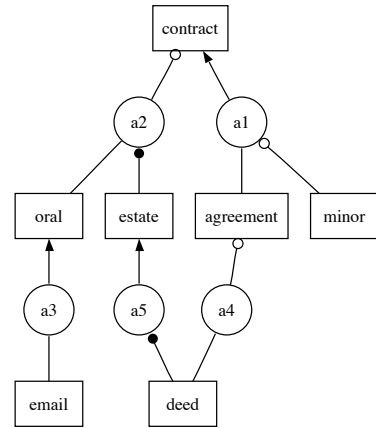 contract
a2
a1
oral
estate
agreement
minor
a3
a5
a4
email
deed